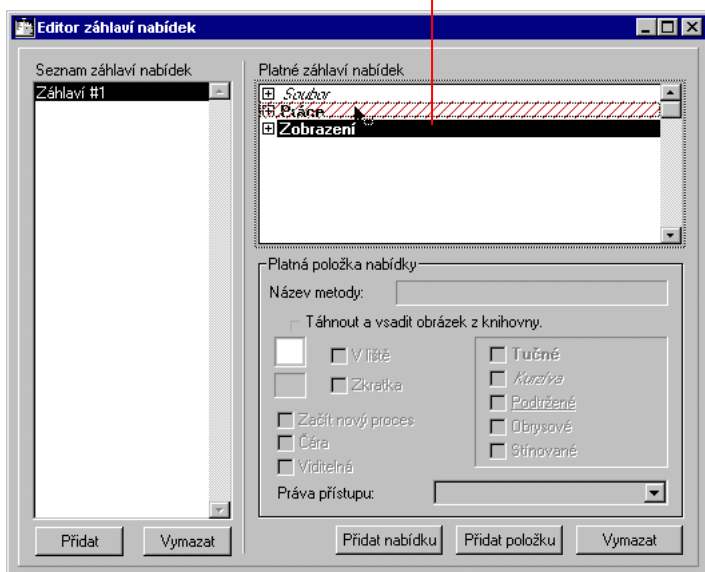 Editor záhlaví nabídek
Seznam záhlaví nabídek
Záhlaví #1
Přidat
Vymazat
Platné záhlaví nabídek
Soubor
Práce
Zobrazení
Platná položka nabídky
Název metody:
Táhnout a vsadit obrázek z knihovny.
V liště
Zkratka
Začít nový proces
Čára
Viditelná
Tučné
Kurzíva
Podtržené
Obrysové
Stínované
Práva přístupu:
Přidat nabídku
Přidat položku
Vymazat